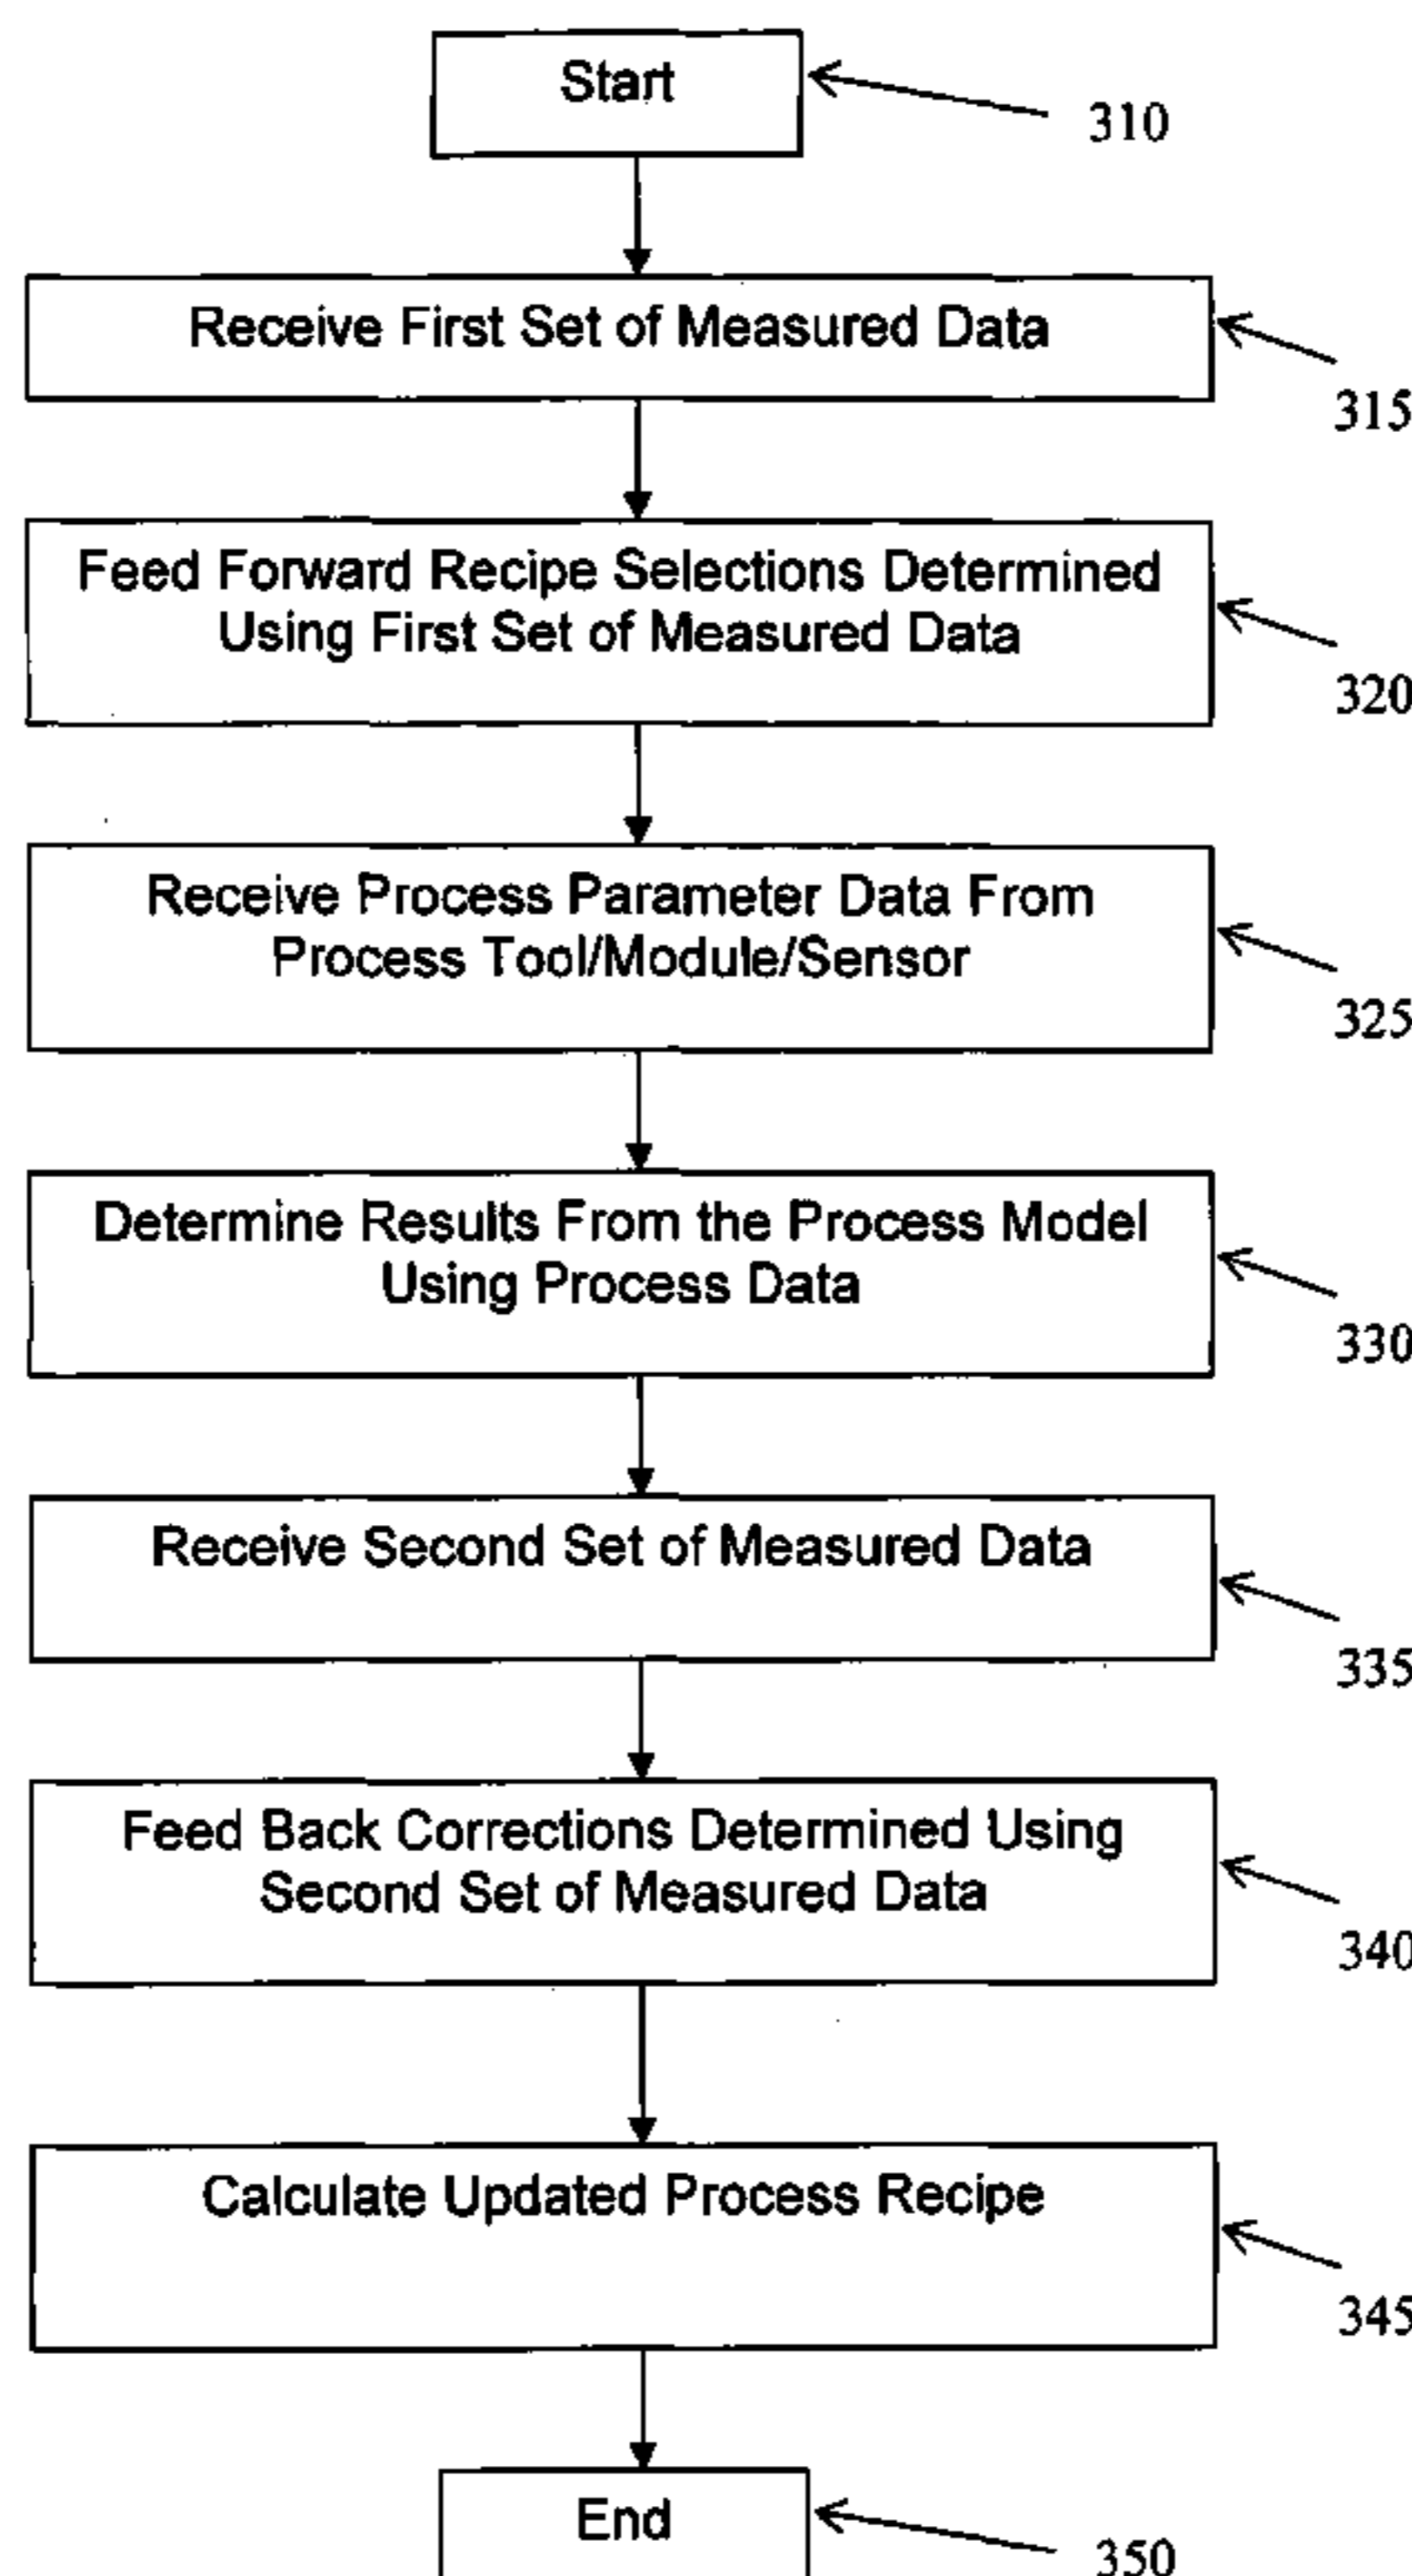 Start
310
Receive First Set of Measured Data
315
Feed Forward Recipe Selections Determined
Using First Set of Measured Data
320
Receive Process Parameter Data From
Process Tool/Module/Sensor
325
Determine Results From the Process Model
Using Process Data
330
Receive Second Set of Measured Data
335
Feed Back Corrections Determined Using
Second Set of Measured Data
340
Calculate Updated Process Recipe
345
End
350